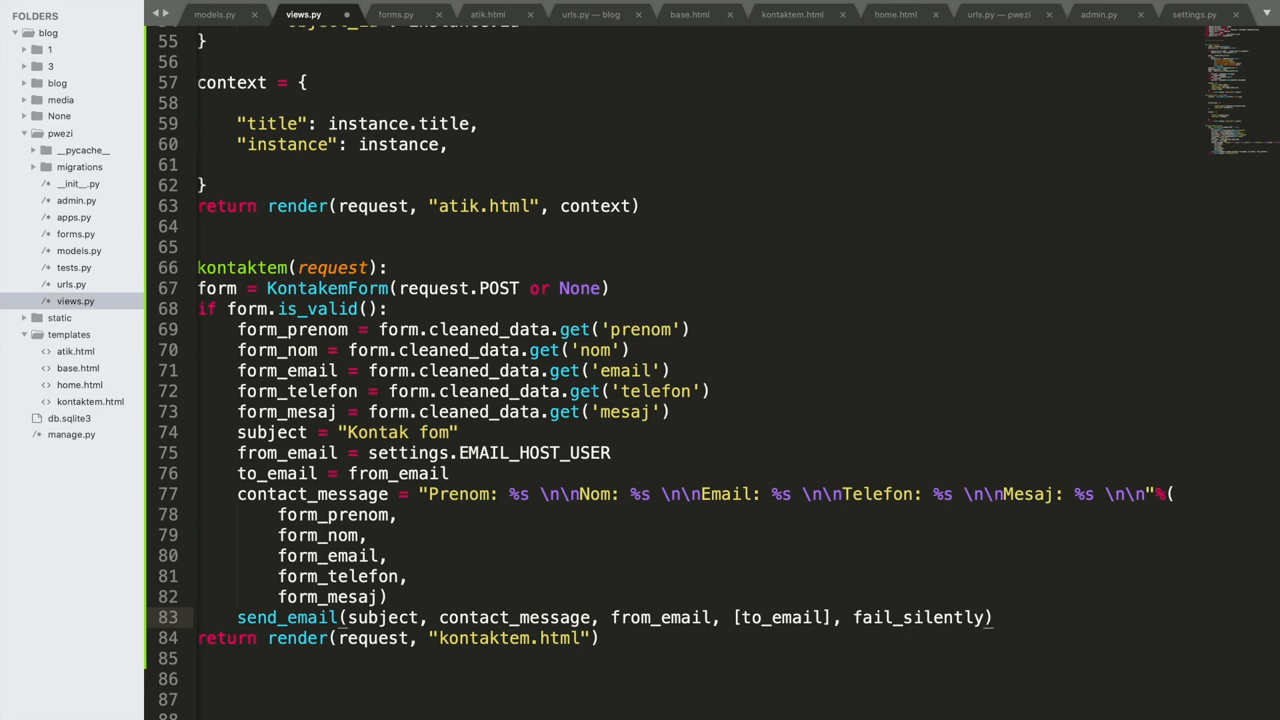 FOLDERS
blog
1
3
blog
media
None
pwezi
__pycache__
migrations
__init__.py
admin.py
apps.py
forms.py
models.py
tests.py
urls.py
views.py
static
templates
atik.html
base.html
home.html
kontaktem.html
db.sqlite3
manage.py
models.py
views.py
forms.py
atik.html
urls.py — blog
base.html
kontaktem.html
home.html
urls.py — pwezi
admin.py
settings.py
55 }
56
57 context = {
58
59 "title": instance.title,
60 "instance": instance,
61
62 }
63 return render(request, "atik.html", context)
64
65
66 kontaktem(request):
67 form = KontakemForm(request.POST or None)
68 if form.is_valid():
69 form_prenom = form.cleaned_data.get('prenom')
70 form_nom = form.cleaned_data.get('nom')
71 form_email = form.cleaned_data.get('email')
72 form_telefon = form.cleaned_data.get('telefon')
73 form_mesaj = form.cleaned_data.get('mesaj')
74 subject = "Kontak fom"
75 from_email = settings.EMAIL_HOST_USER
76 to_email = from_email
77 contact_message = "Prenom: %s \n\nNom: %s \n\nEmail: %s \n\nTelefon: %s \n\nMesaj: %s \n\n"%(
78 form_prenom,
79 form_nom,
80 form_email,
81 form_telefon,
82 form_mesaj)
83 send_email(subject, contact_message, from_email, [to_email], fail_silently)
84 return render(request, "kontaktem.html")
85
86
87